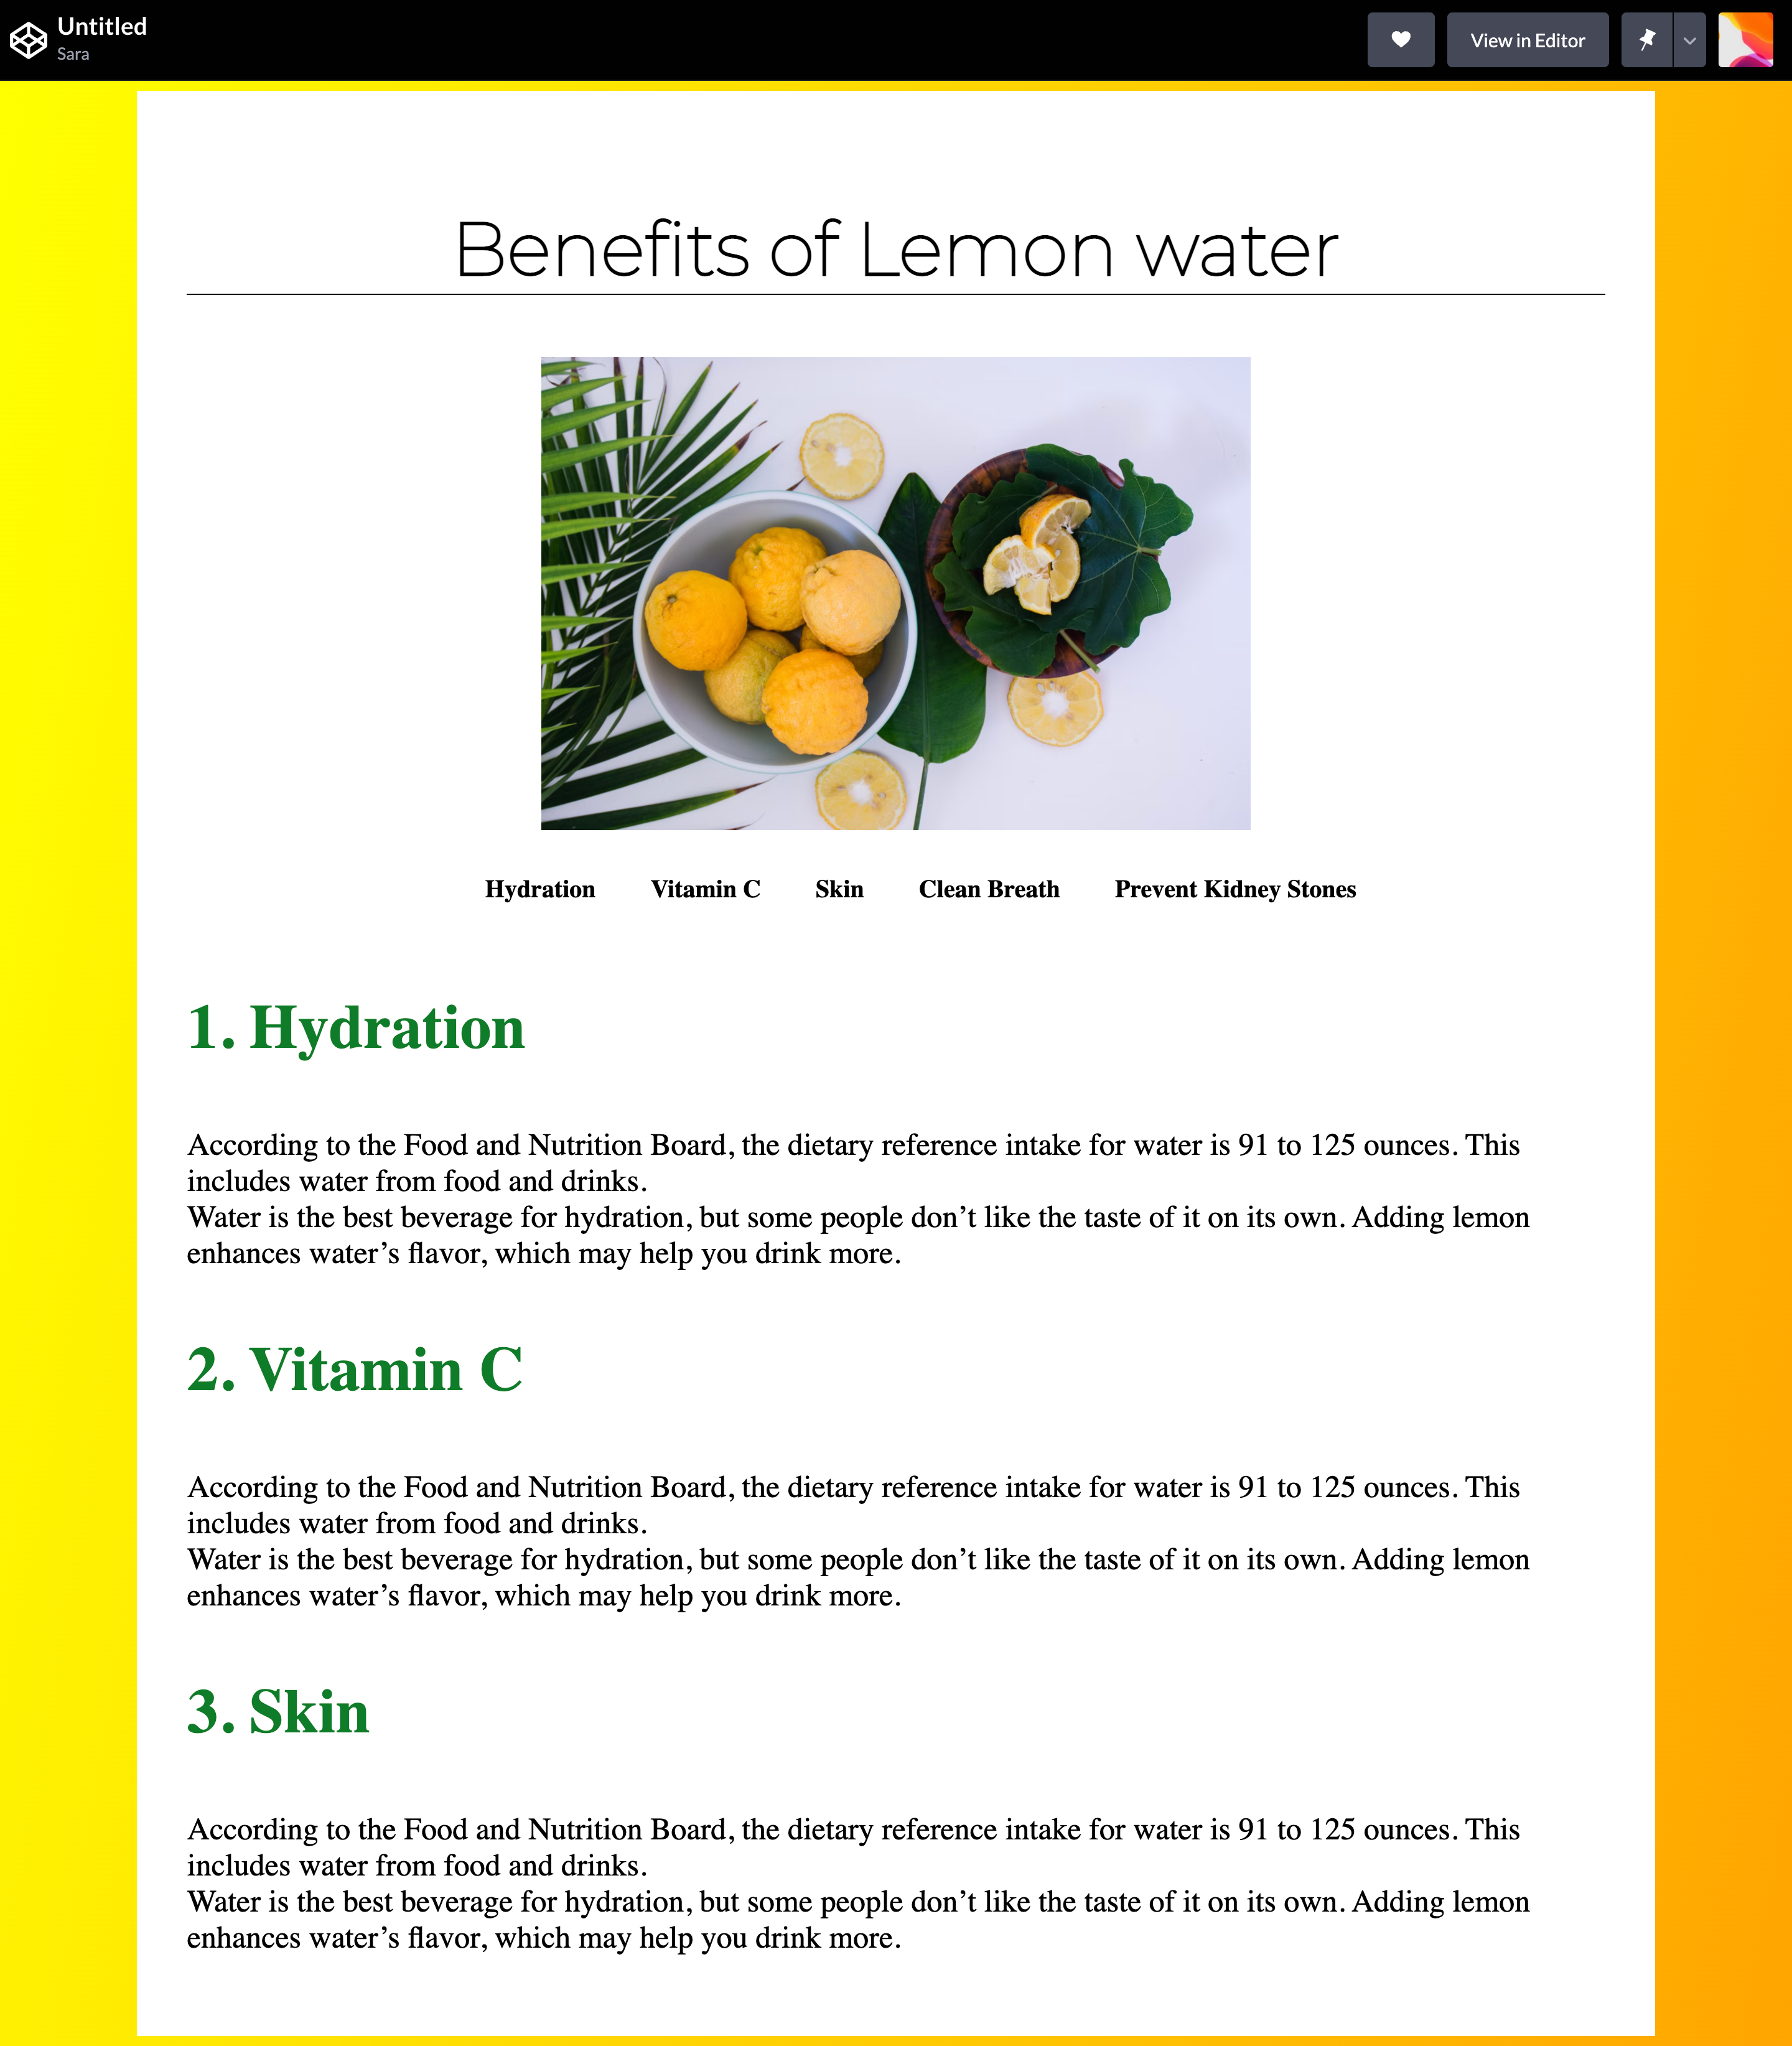 Untitled
Sara
View in Editor
Benefits of Lemon water
Hydration Vitamin C Skin Clean Breath Prevent Kidney Stones
1. Hydration
According to the Food and Nutrition Board, the dietary reference intake for water is 91 to 125 ounces. This
includes water from food and drinks.
Water is the best beverage for hydration, but some people don’t like the taste of it on its own. Adding lemon
enhances water’s flavor, which may help you drink more.
2. Vitamin C
According to the Food and Nutrition Board, the dietary reference intake for water is 91 to 125 ounces. This
includes water from food and drinks.
Water is the best beverage for hydration, but some people don’t like the taste of it on its own. Adding lemon
enhances water’s flavor, which may help you drink more.
3. Skin
According to the Food and Nutrition Board, the dietary reference intake for water is 91 to 125 ounces. This
includes water from food and drinks.
Water is the best beverage for hydration, but some people don’t like the taste of it on its own. Adding lemon
enhances water’s flavor, which may help you drink more.